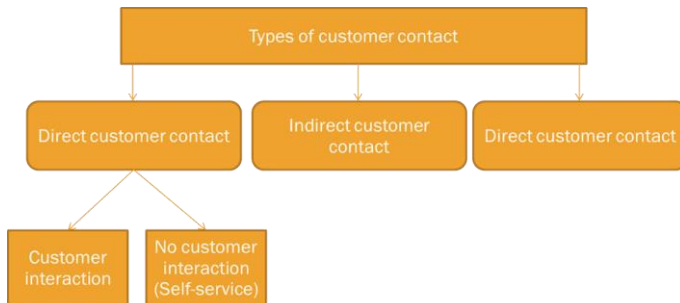 Types of customer contact
Direct customer contact
Indirect customer
contact
Direct customer contact
Customer
interaction
No customer
interaction
(Self-service)